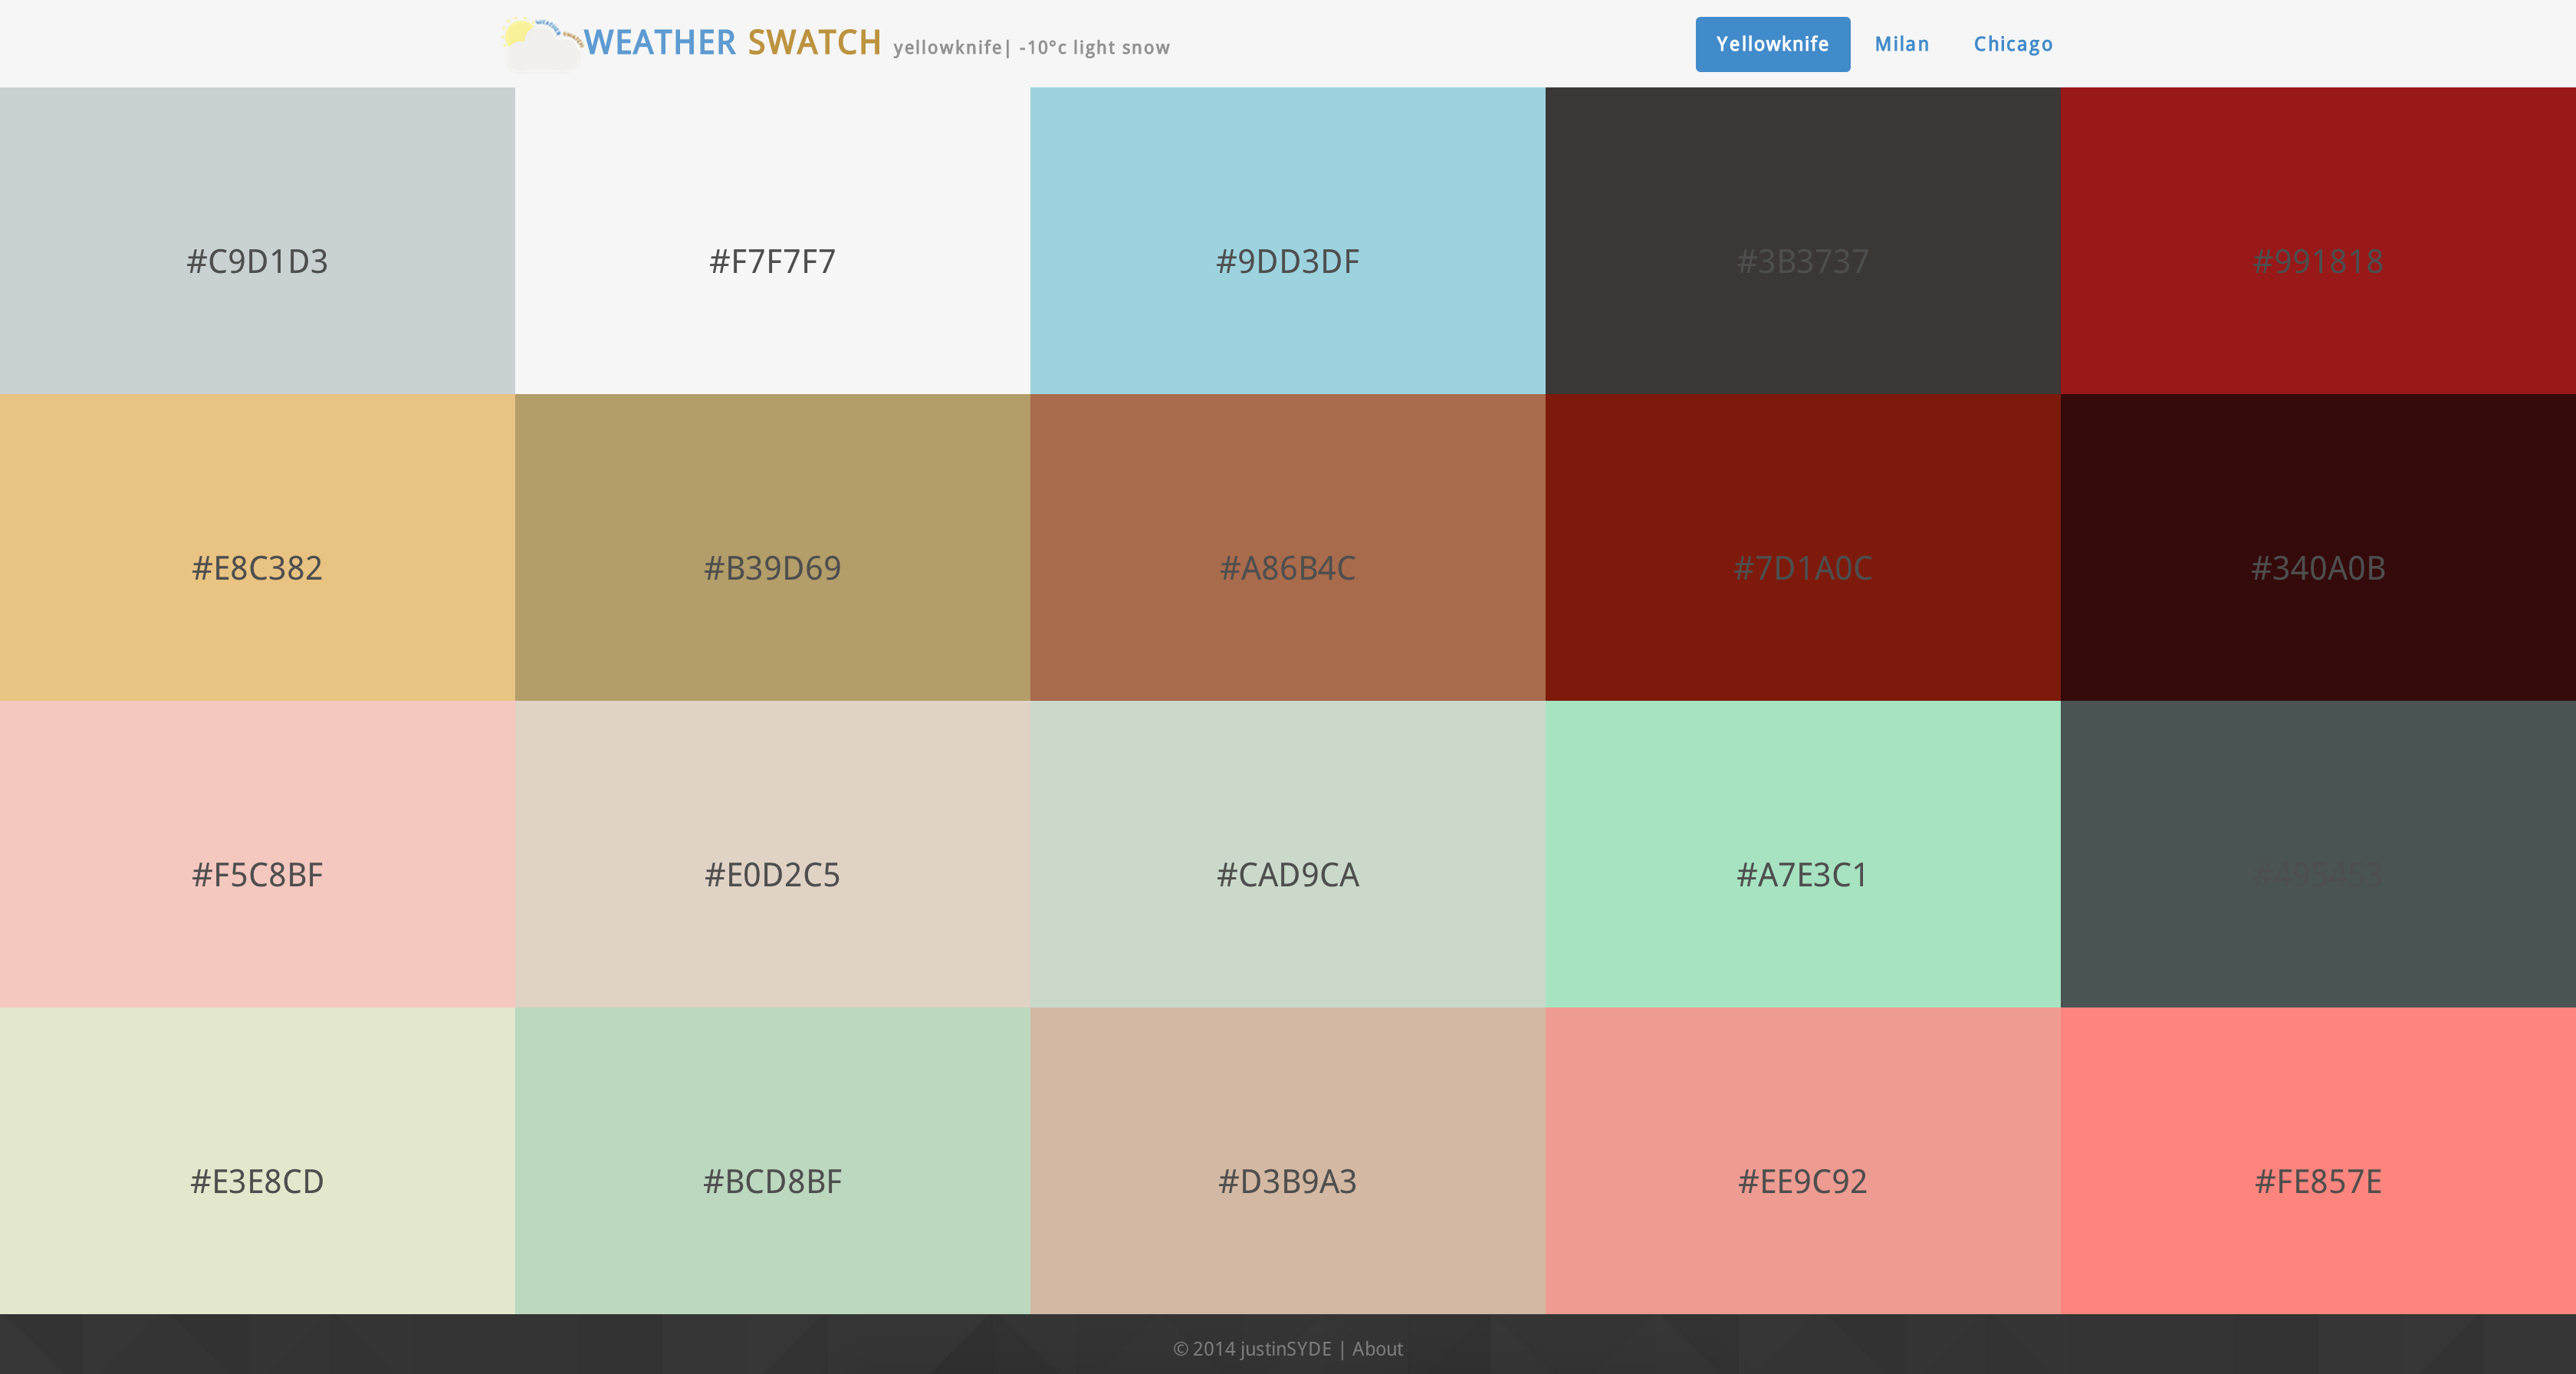 WEATHER SWATCH yellowknife| -10°c light snow
Yellowknife Milan Chicago
#C9D1D3 #F7F7F7 #9DD3DF #3B3737 #991818
#E8C382 #B39D69 #A86B4C #7D1A0C #340A0B
#F5C8BF #E0D2C5 #CAD9CA #A7E3C1 #495453
#E3E8CD #BCD8BF #D3B9A3 #EE9C92 #FE857E
© 2014 justinSYDE | About